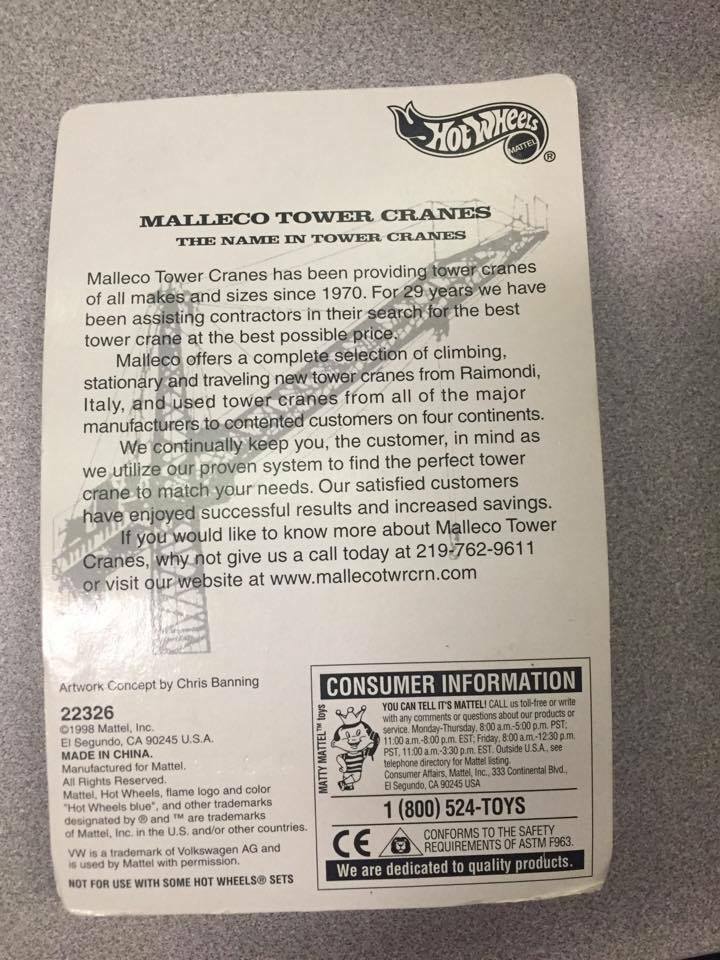 HOT WHEELS
MATTEL
®
MALLECO TOWER CRANES
THE NAME IN TOWER CRANES
Malleco Tower Cranes has been providing tower cranes
of all makes and sizes since 1970. For 29 years we have
been assisting contractors in their search for the best
tower crane at the best possible price.
Malleco offers a complete selection of climbing,
stationary and traveling new tower cranes from Raimondi,
Italy, and used tower cranes from all of the major
manufacturers to contented customers on four continents.
We continually keep you, the customer, in mind as
we utilize our proven system to find the perfect tower
crane to match your needs. Our satisfied customers
have enjoyed successful results and increased savings.
If you would like to know more about Malleco Tower
Cranes, why not give us a call today at 219-762-9611
or visit our website at www.mallecotwrcrn.com
Artwork Concept by Chris Banning
22326
©1998 Mattel, Inc.
El Segundo, CA 90245 U.S.A.
MADE IN CHINA.
Manufactured for Mattel.
All Rights Reserved.
Mattel, Hot Wheels, flame logo and color
"Hot Wheels blue", and other trademarks
designated by ® and ™ are trademarks
of Mattel, Inc. in the U.S. and/or other countries.
VW is a trademark of Volkswagen AG and
is used by Mattel with permission.
NOT FOR USE WITH SOME HOT WHEELS® SETS
CONSUMER INFORMATION
MATTY MATTEL™ toys
YOU CAN TELL IT'S MATTEL! CALL us toll-free or write
with any comments or questions about our products or
service. Monday-Thursday, 8:00 a.m.-5:00 p.m. PST;
11:00 a.m.-8:00 p.m. EST; Friday, 8:00 a.m.-12:30 p.m.
PST, 11:00 a.m.-3:30 p.m. EST. Outside U.S.A., see
telephone directory for Mattel listing.
Consumer Affairs, Mattel, Inc., 333 Continental Blvd.,
El Segundo, CA 90245 USA
1 (800) 524-TOYS
CE
CONFORMS TO THE SAFETY
REQUIREMENTS OF ASTM F963.
We are dedicated to quality products.